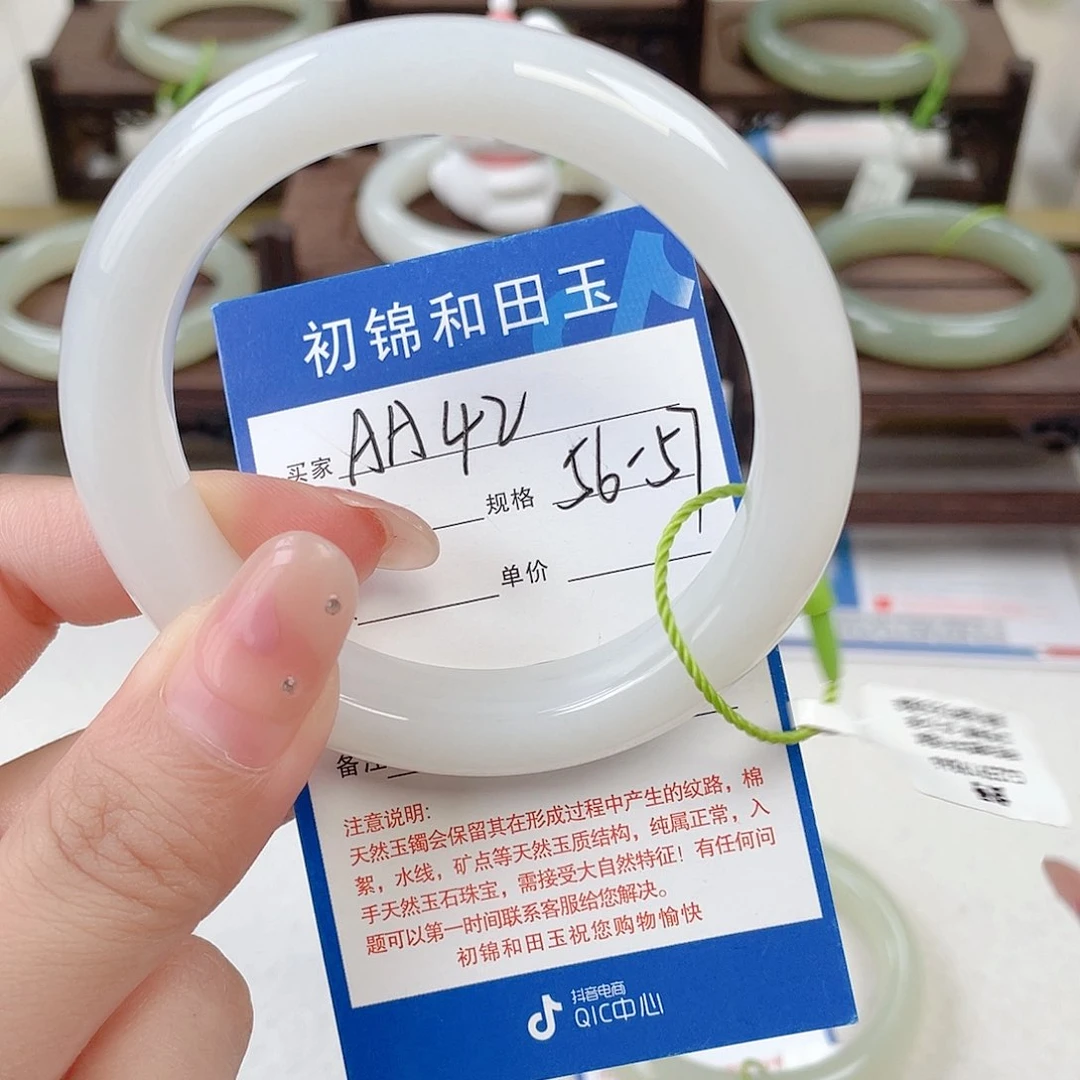 初锦和田玉
买家 AA42
规格 56-57
单价
备注
注意说明:
天然玉镯会保留其在形成过程中产生的纹路，棉
絮，水线，矿点等天然玉质结构，纯属正常，入
手天然玉石珠宝，需接受大自然特征！有任何问
题可以第一时间联系客服给您解决。
初锦和田玉祝您购物愉快
抖音电商
QIC中心